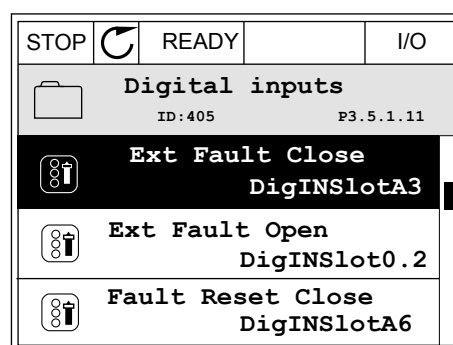 STOP READY I/O
Digital inputs
ID:405 P3.5.1.11
Ext Fault Close
DigINSlotA3
Ext Fault Open
DigINSlot0.2
Fault Reset Close
DigINSlotA6